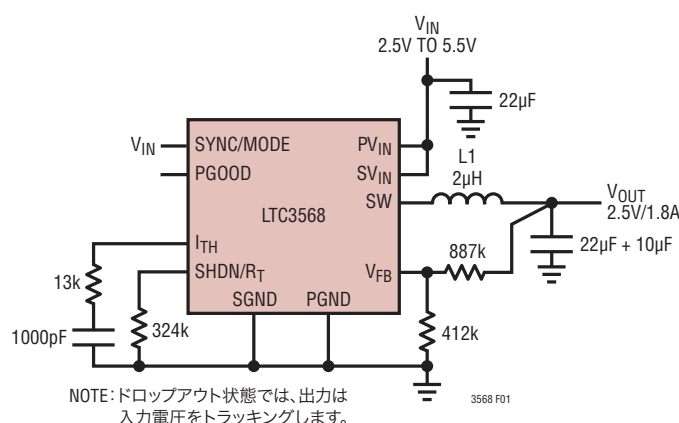 VIN
2.5V TO 5.5V
22µF
VIN
SYNC/MODE
PVIN
PGOOD
SVIN
L1
2µH
SW
VOUT
2.5V/1.8A
LTC3568
22µF + 10µF
ITH
887k
13k
SHDN/RT
VFB
SGND
PGND
1000pF
324k
412k
NOTE:ドロップアウト状態では、出力は
入力電圧をトラッキングします。
3568 F01